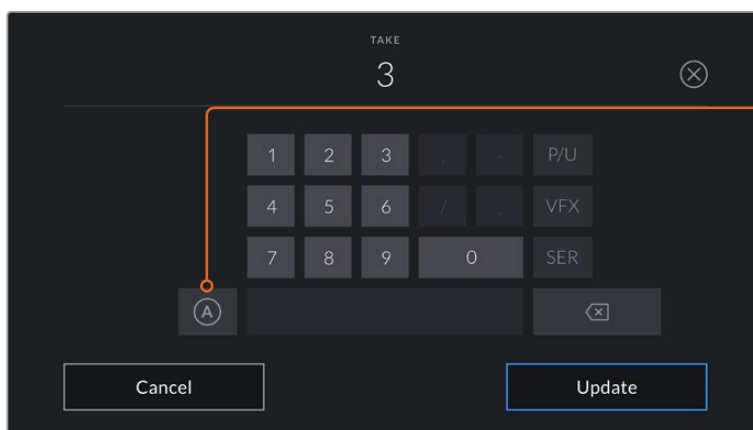 TAKE
3
1 2 3 . - P/U
4 5 6 / , VFX
7 8 9 0 SER
A
Cancel Update